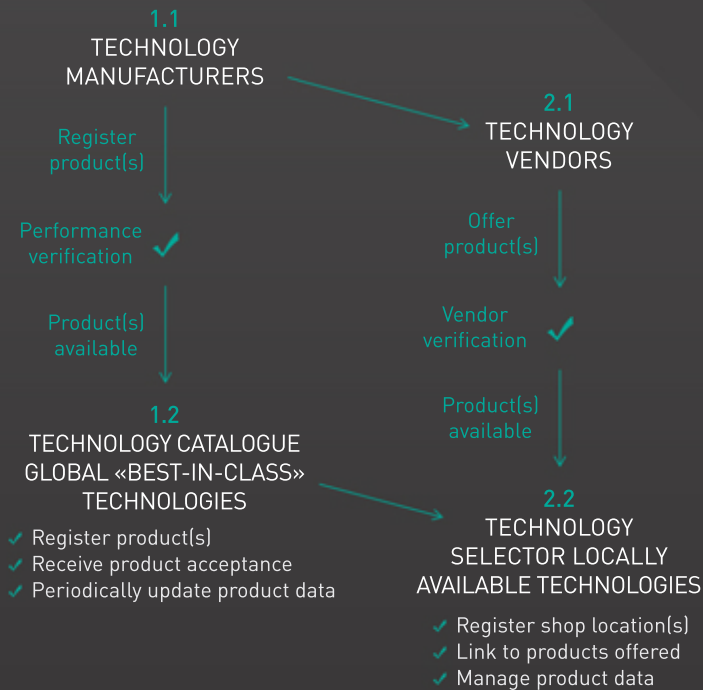 1.1
TECHNOLOGY
MANUFACTURERS
Register
product(s)
Performance
verification
Product(s)
available
1.2
TECHNOLOGY CATALOGUE
GLOBAL «BEST-IN-CLASS»
TECHNOLOGIES
Register product(s)
Receive product acceptance
Periodically update product data
2.1
TECHNOLOGY
VENDORS
Offer
product(s)
Vendor
verification
Product(s)
available
2.2
TECHNOLOGY
SELECTOR LOCALLY
AVAILABLE TECHNOLOGIES
Register shop location(s)
Link to products offered
Manage product data